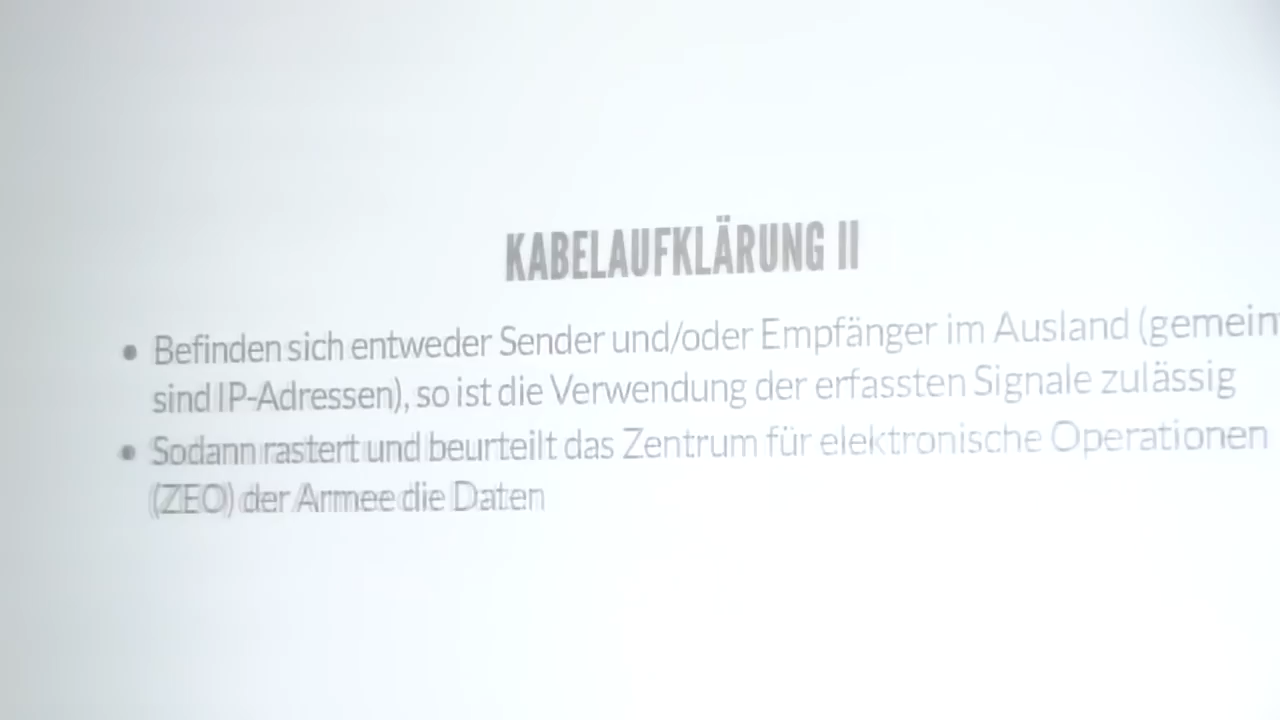 KABELAUFKLÄRUNG II
Befinden sich entweder Sender und/oder Empfänger im Ausland (gemein
sind IP-Adressen), so ist die Verwendung der erfassten Signale zulässig
Sodann rastert und beurteilt das Zentrum für elektronische Operationen
(ZEO) der Armee die Daten